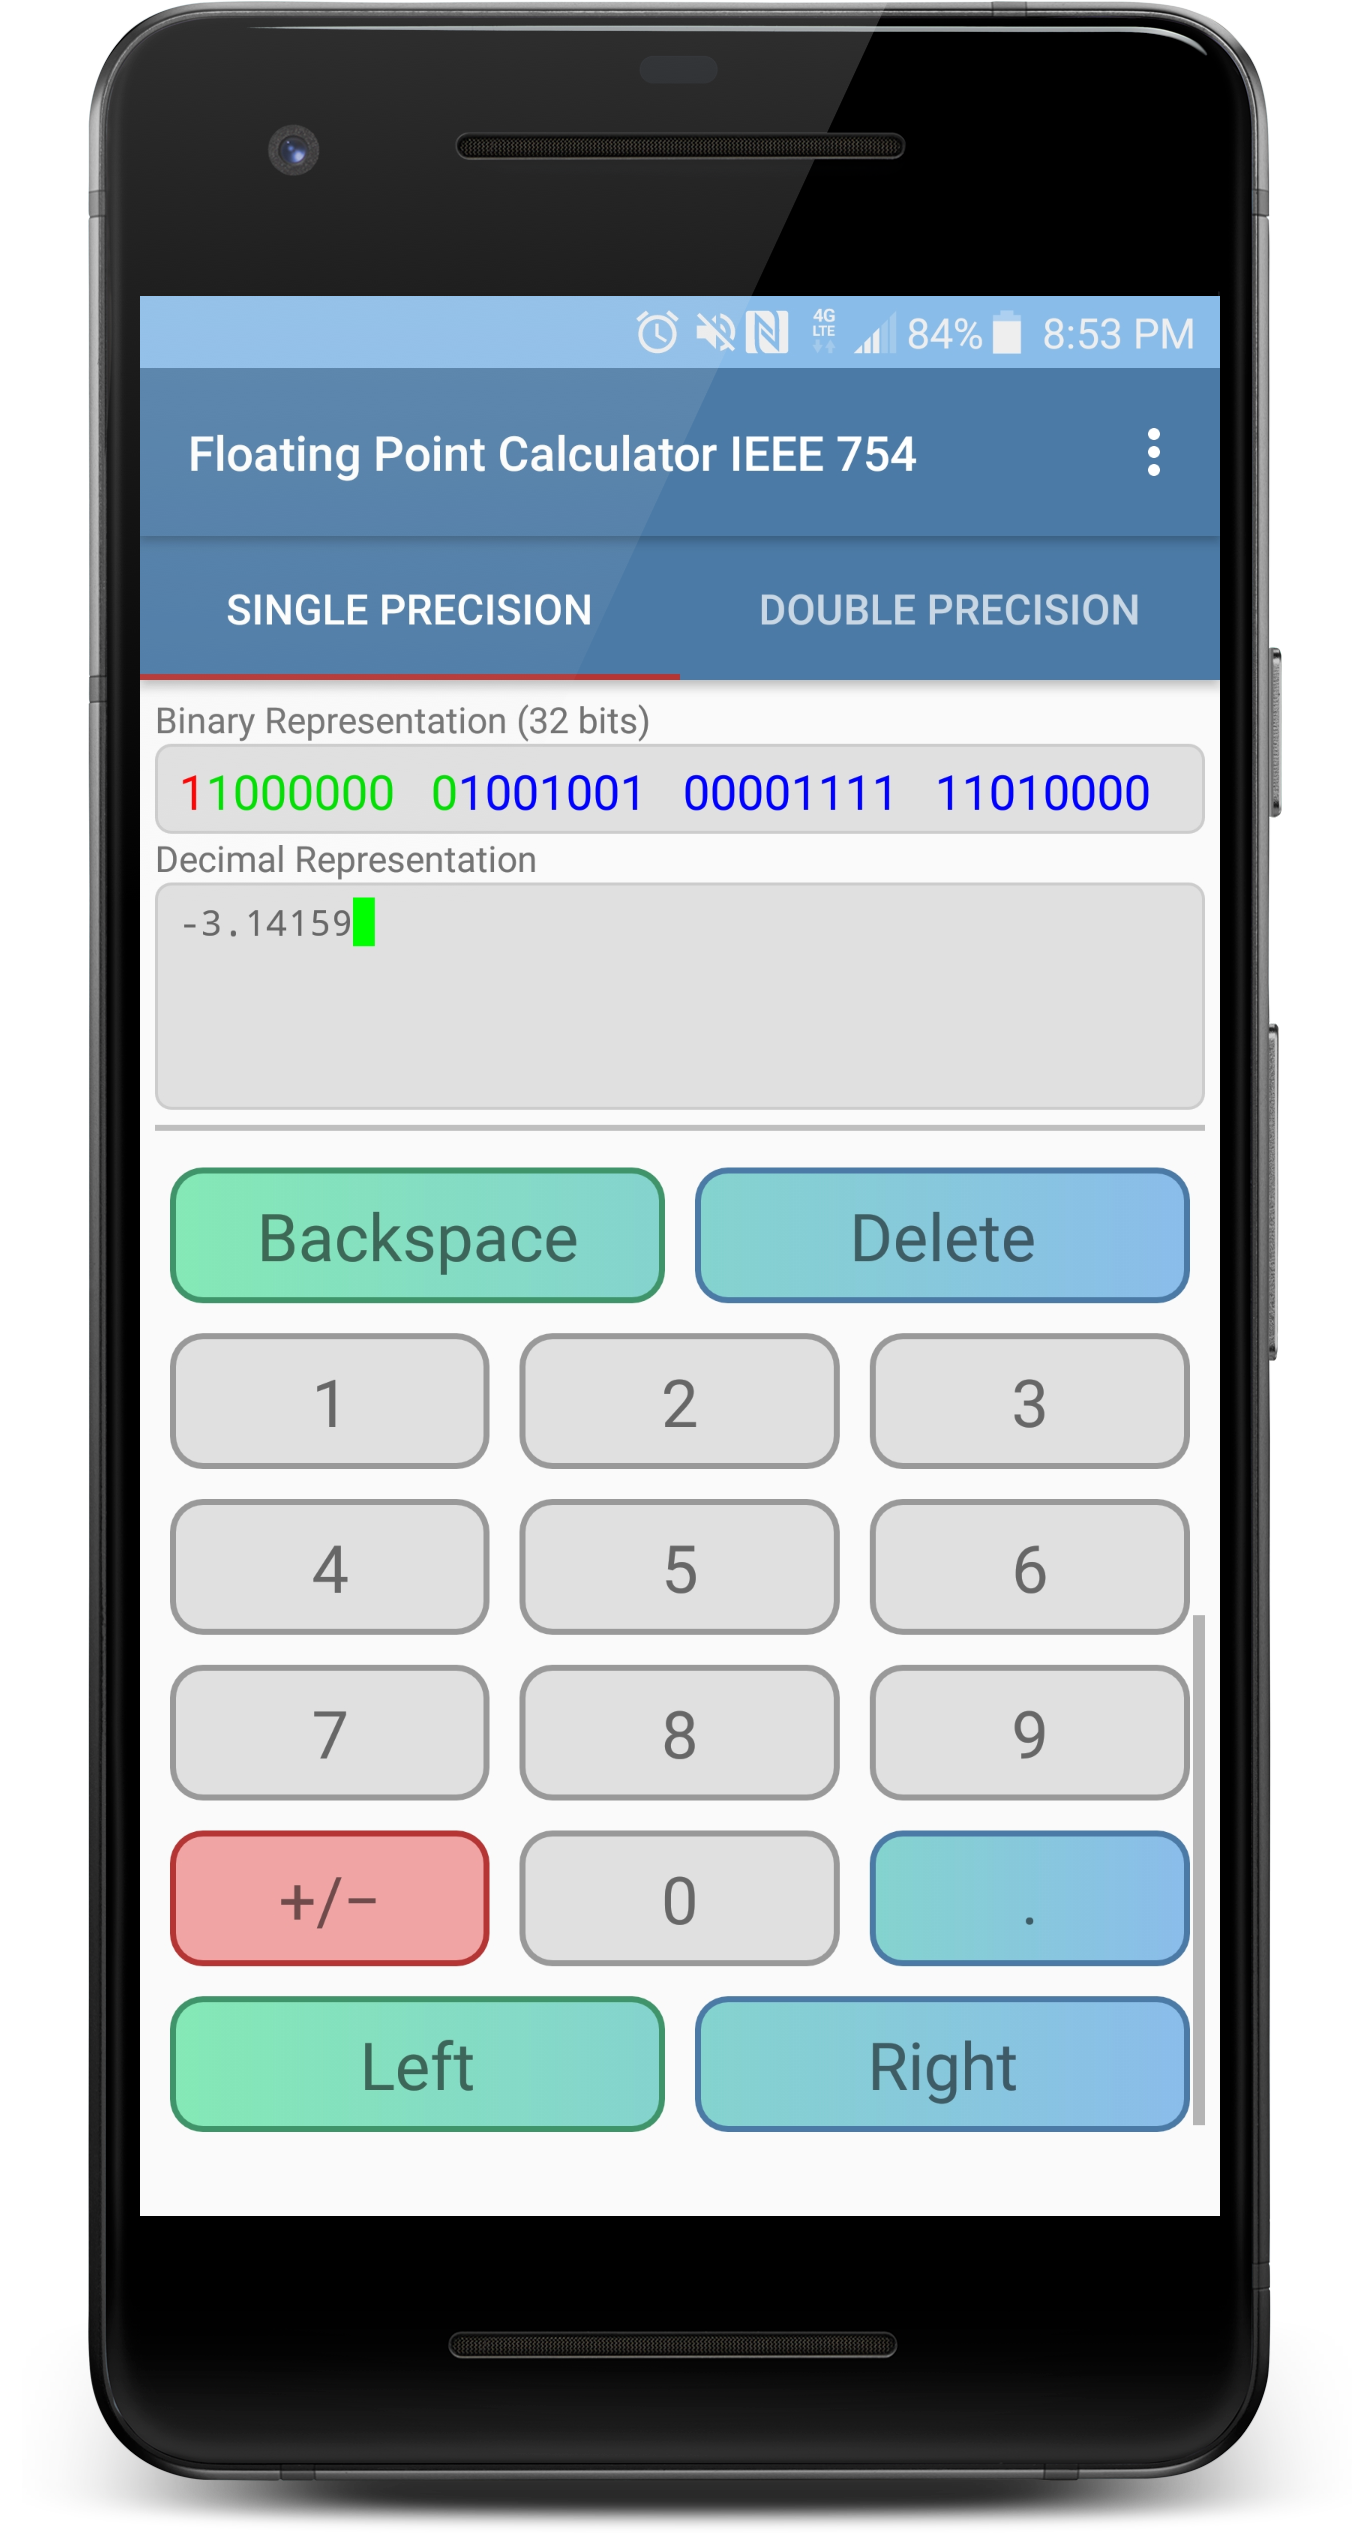 4G LTE 84% 8:53 PM
Floating Point Calculator IEEE 754
SINGLE PRECISION DOUBLE PRECISION
Binary Representation (32 bits)
11000000 01001001 00001111 11010000
Decimal Representation
-3.14159
Backspace Delete
1 2 3
4 5 6
7 8 9
+/− 0 .
Left Right